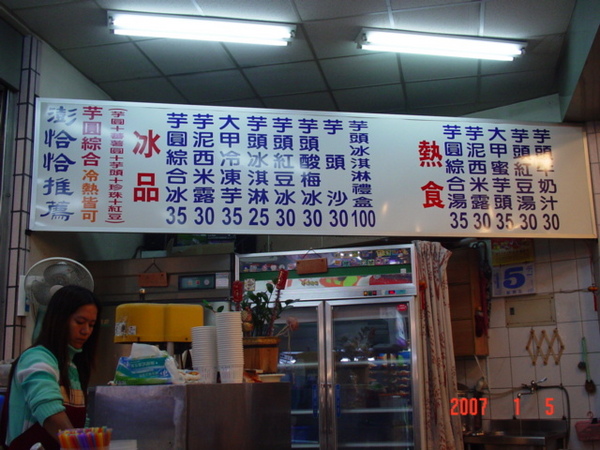 澎恰恰推薦
芋圓綜合 冷熱皆可
(芋圓+薯圓+芋頭+珍珠+紅豆)
冰品
芋圓綜合冰 35
芋泥西米露 30
大甲冷凍芋 35
芋頭冰淇淋 25
芋頭紅豆冰 30
芋頭酸梅冰 30
芋頭沙 30
芋頭冰淇淋禮盒 100
熱食
芋圓綜合湯 35
芋泥西米露 30
大甲蜜芋頭 35
芋頭紅豆湯 30
芋頭牛奶汁 30
5
2007 1 5